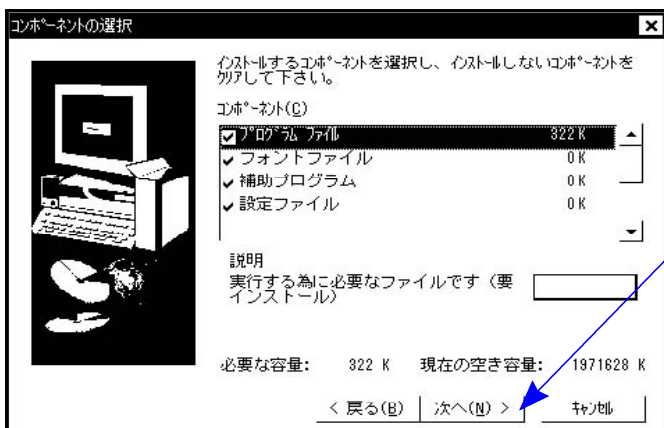 コンポーネントの選択
インストールするコンポーネントを選択し、インストールしないコンポーネントを
クリアして下さい。
コンポーネント(C)
プログラム ファイル 322 K
フォントファイル 0 K
補助プログラム 0 K
設定ファイル 0 K
説明
実行する為に必要なファイルです（要
インストール）
必要な容量: 322 K 現在の空き容量: 1971628 K
< 戻る(B) 次へ(N) > キャンセル